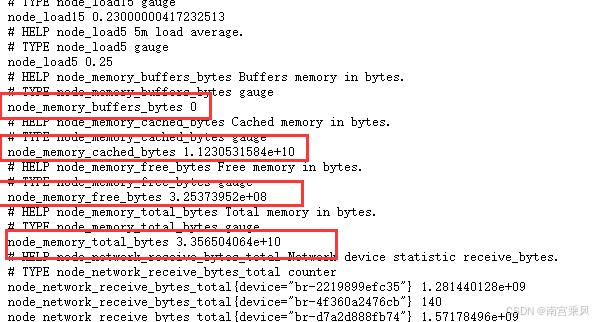 node_load15 gauge
node_load15 0.23000000417232513
# HELP node_load5 5m load average.
# TYPE node_load5 gauge
node_load5 0.25
# HELP node_memory_buffers_bytes Buffers memory in bytes.
# TYPE node_memory_buffers_bytes gauge
node_memory_buffers_bytes 0
# HELP node_memory_cached_bytes Cached memory in bytes.
# TYPE node_memory_cached_bytes gauge
node_memory_cached_bytes 1.1230531584e+10
# HELP node_memory_free_bytes Free memory in bytes.
# TYPE node_memory_free_bytes gauge
node_memory_free_bytes 3.25373952e+08
# HELP node_memory_total_bytes Total memory in bytes.
# TYPE node_memory_total_bytes gauge
node_memory_total_bytes 3.356504064e+10
# HELP node_network_receive_bytes_total Network device statistic receive_bytes.
# TYPE node_network_receive_bytes_total counter
node_network_receive_bytes_total{device="br-2219899efc35"} 1.281440128e+09
node_network_receive_bytes_total{device="br-4f360a2476cb"} 140
node_network_receive_bytes_total{device="br-d7a2d888fb74"} 1.57178496e+09
CSDN @南宫乘风